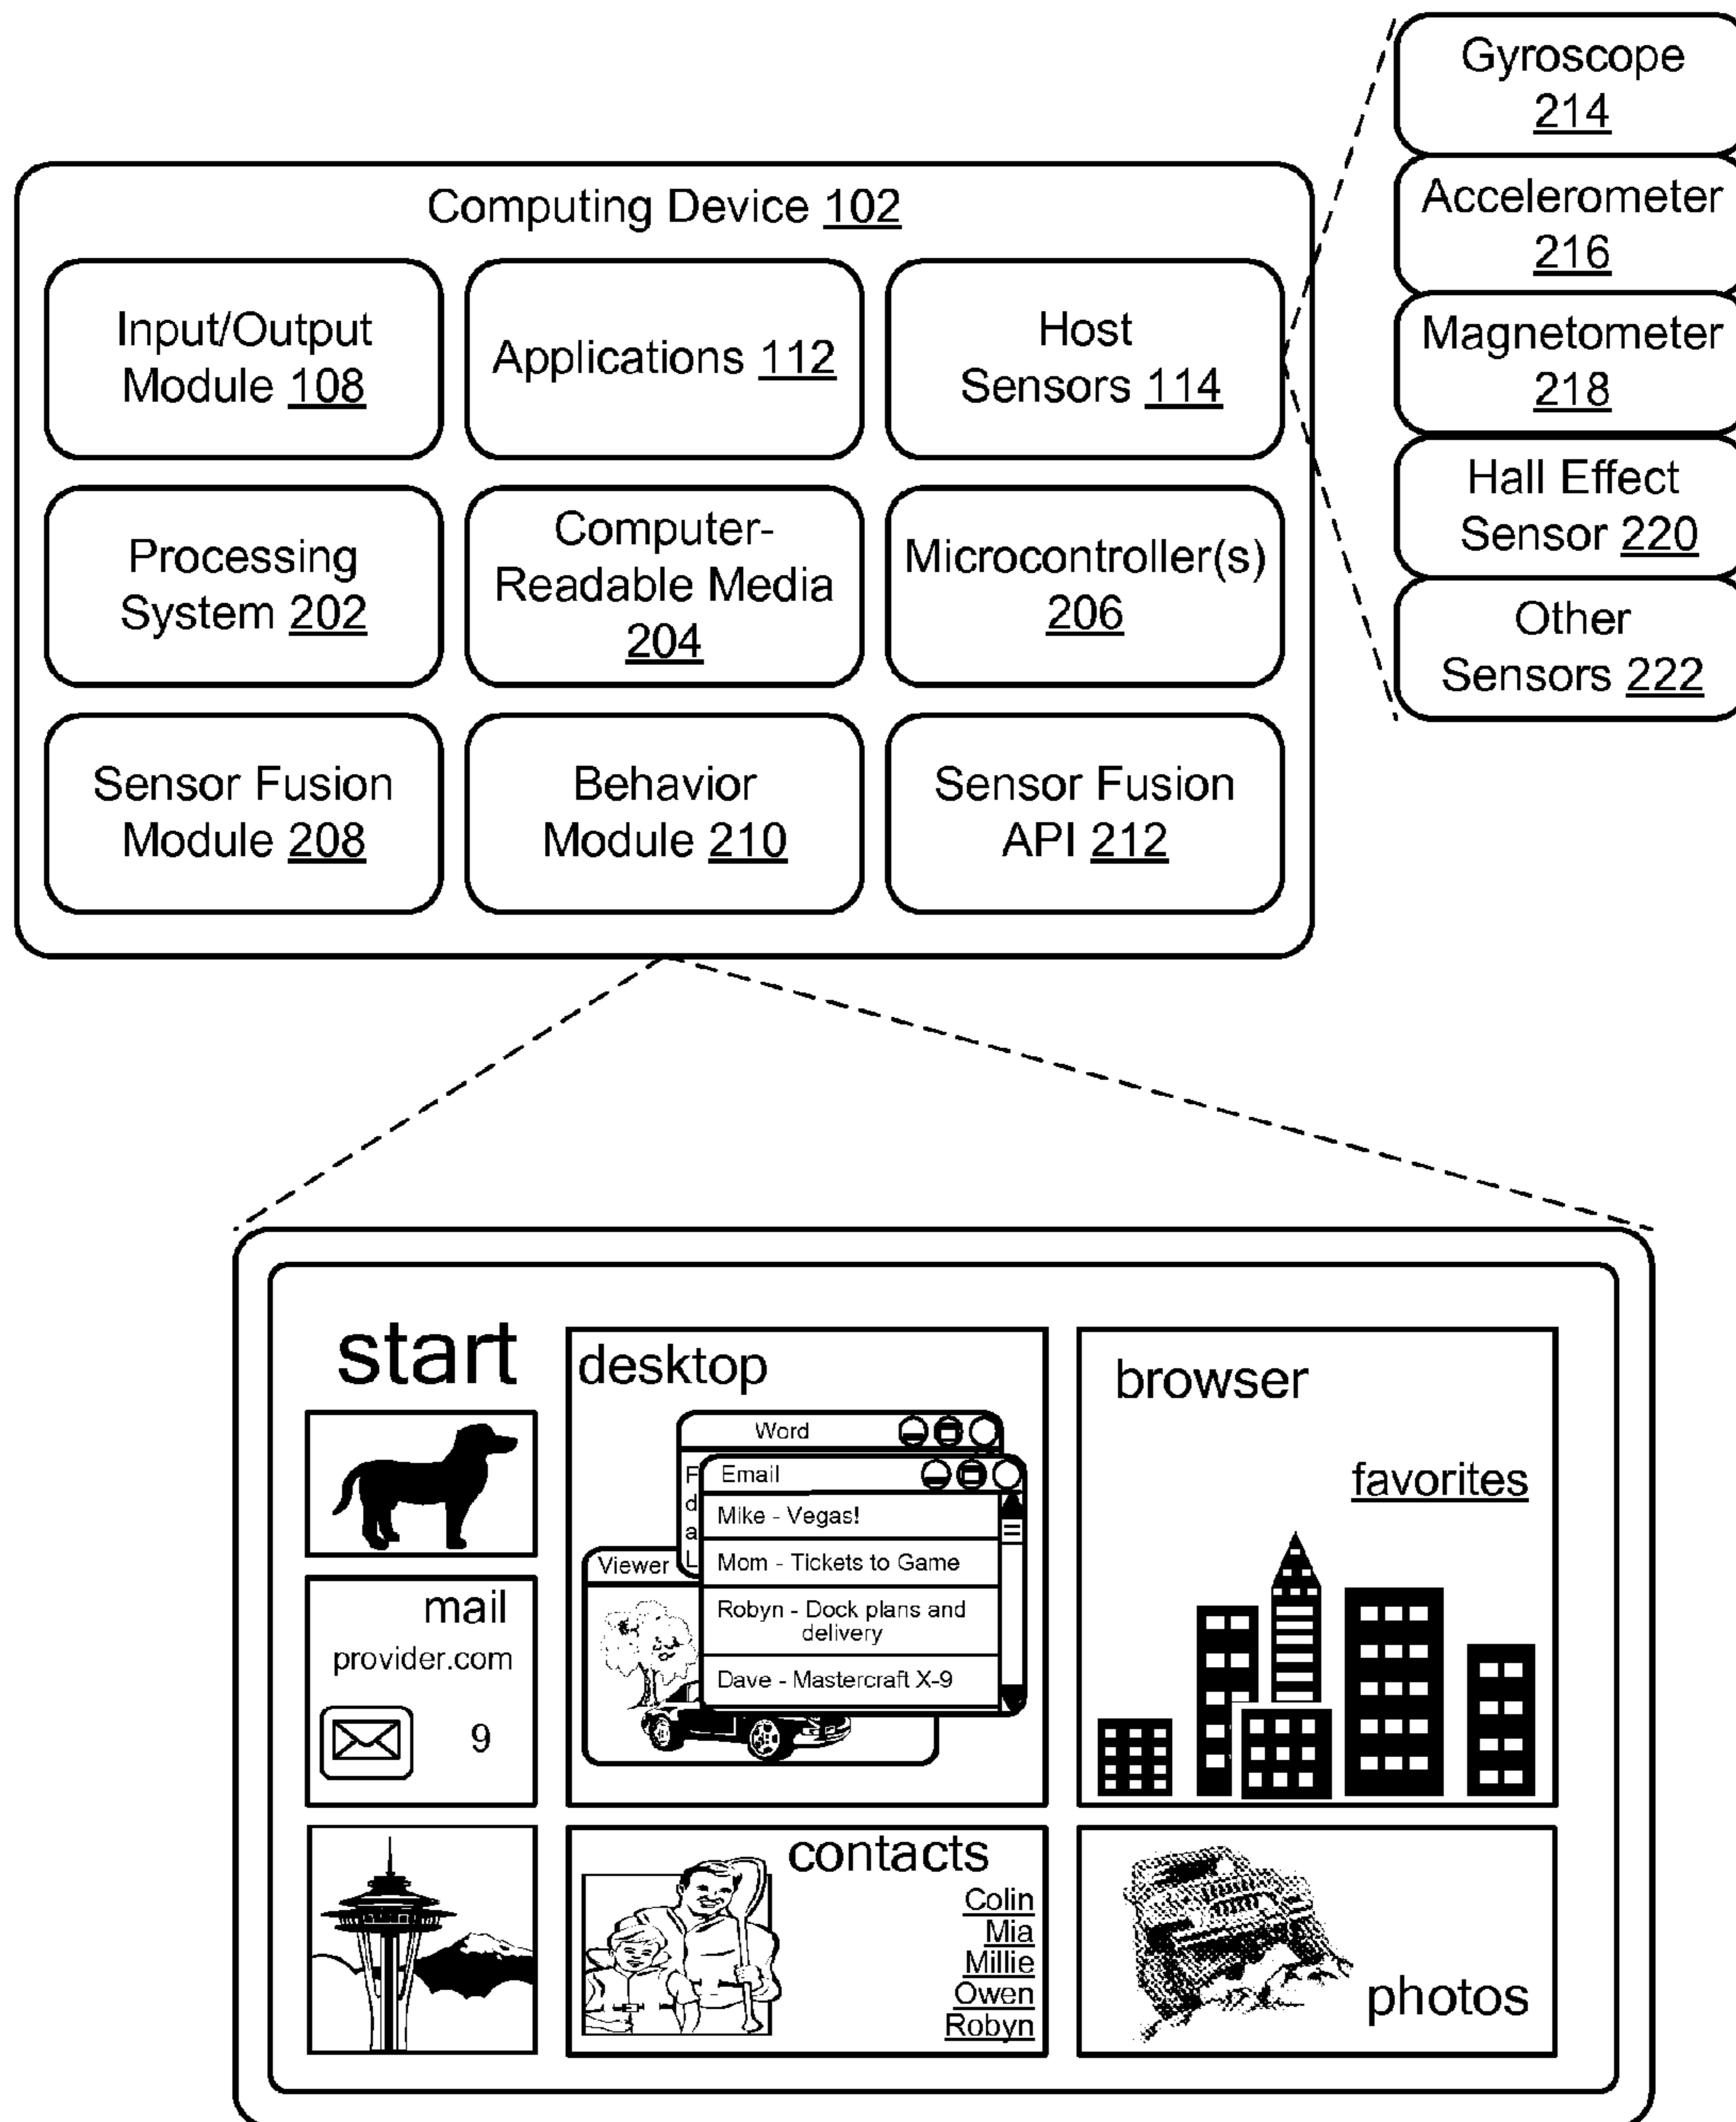 Gyroscope
214
Accelerometer
216
Magnetometer
218
Hall Effect
Sensor 220
Other
Sensors 222
Computing Device 102
Input/Output
Module 108
Applications 112
Host
Sensors 114
Processing
System 202
Computer-
Readable Media
204
Microcontroller(s)
206
Sensor Fusion
Module 208
Behavior
Module 210
Sensor Fusion
API 212
start
desktop
Word
F
d
a
L
Email
Mike - Vegas!
Mom - Tickets to Game
Robyn - Dock plans and
delivery
Dave - Mastercraft X-9
Viewer
browser
favorites
mail
provider.com
9
contacts
Colin
Mia
Millie
Owen
Robyn
photos